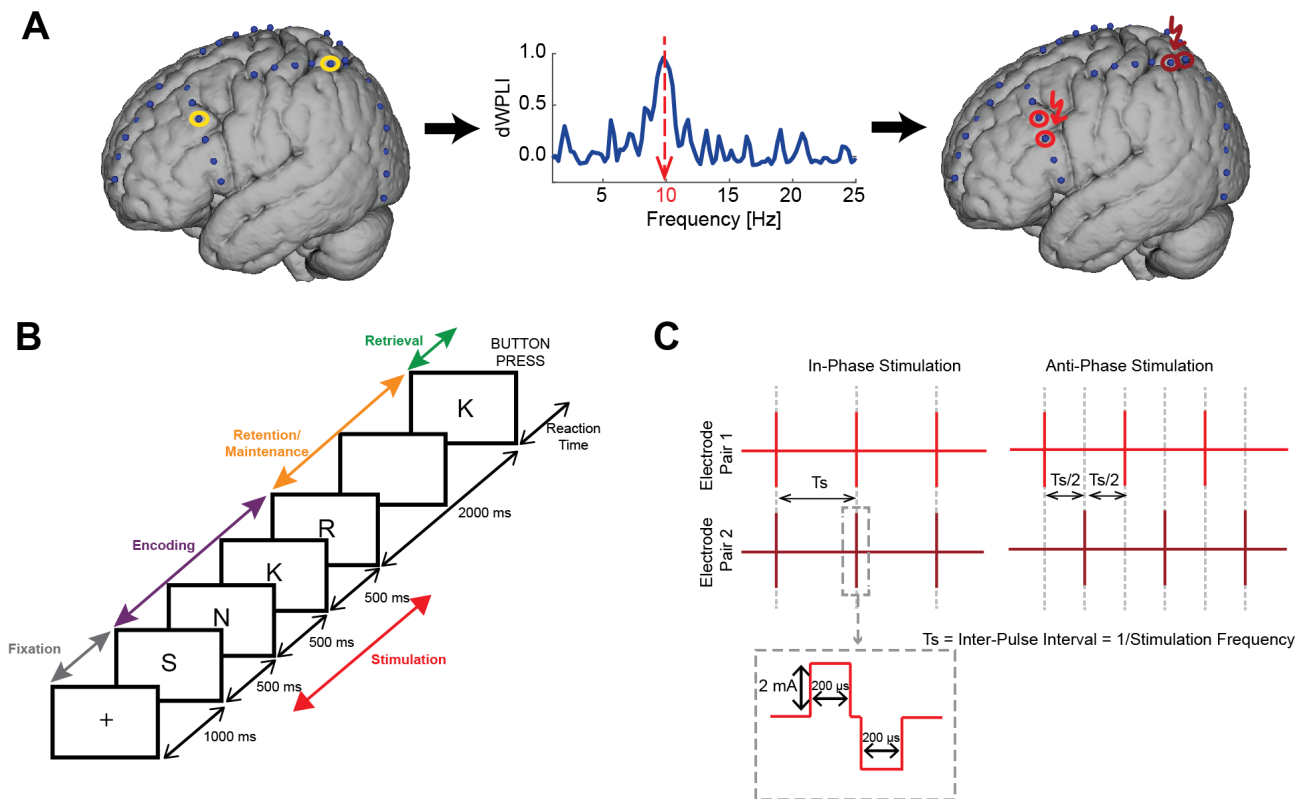 A
dWPLI
1.0
0.5
0.0
5
10
15
20
25
Frequency [Hz]
B
Retrieval
BUTTON
PRESS
K
Reaction
Time
Retention/
Maintenance
2000 ms
R
Encoding
K
500 ms
N
500 ms
Stimulation
Fixation
S
500 ms
+
1000 ms
C
In-Phase Stimulation
Anti-Phase Stimulation
Electrode
Pair 1
Ts
Ts/2
Ts/2
Electrode
Pair 2
Ts = Inter-Pulse Interval = 1/Stimulation Frequency
2 mA
200 µs
200 µs